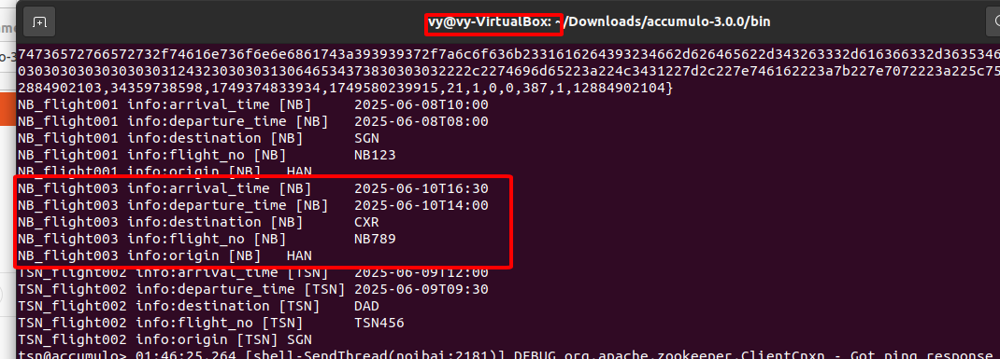 vy@vy-VirtualBox: ~/Downloads/accumulo-3.0.0/bin
2884902103,34359738598,1749374833934,1749580239915,21,1,0,0,387,1,12884902104}
NB_flight001 info:arrival_time [NB] 2025-06-08T10:00
NB_flight001 info:departure_time [NB] 2025-06-08T08:00
NB_flight001 info:destination [NB] SGN
NB_flight001 info:flight_no [NB] NB123
NB_flight001 info:origin [NB] HAN
NB_flight003 info:arrival_time [NB] 2025-06-10T16:30
NB_flight003 info:departure_time [NB] 2025-06-10T14:00
NB_flight003 info:destination [NB] CXR
NB_flight003 info:flight_no [NB] NB789
NB_flight003 info:origin [NB] HAN
TSN_flight002 info:arrival_time [TSN] 2025-06-09T12:00
TSN_flight002 info:departure_time [TSN] 2025-06-09T09:30
TSN_flight002 info:destination [TSN] DAD
TSN_flight002 info:flight_no [TSN] TSN456
TSN_flight002 info:origin [TSN] SGN
tsn@accumulo> 01:46:25.264 [shell-SendThread(noibai:2181)] DEBUG org.apache.zookeeper.ClientCnxn - Got ping response